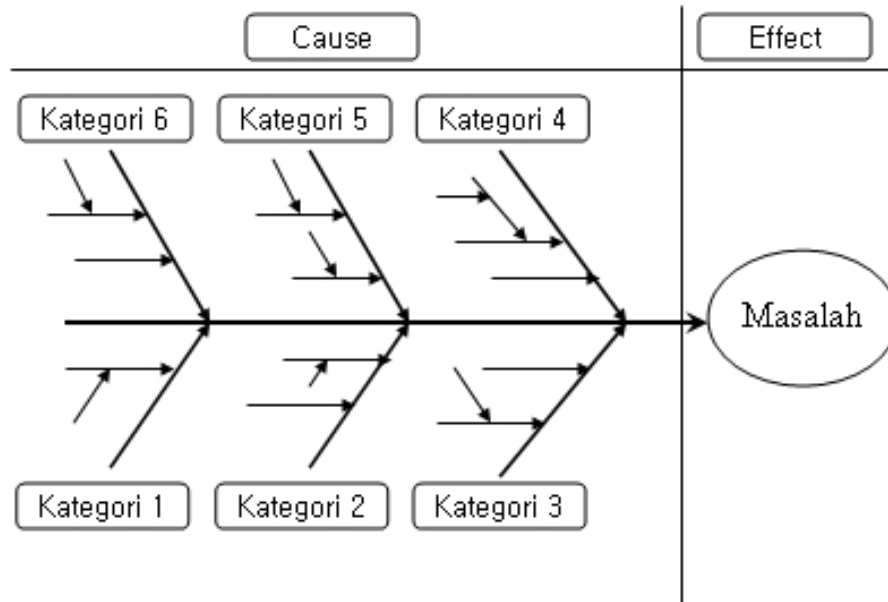 Cause
Effect
Kategori 6
Kategori 5
Kategori 4
Masalah
Kategori 1
Kategori 2
Kategori 3